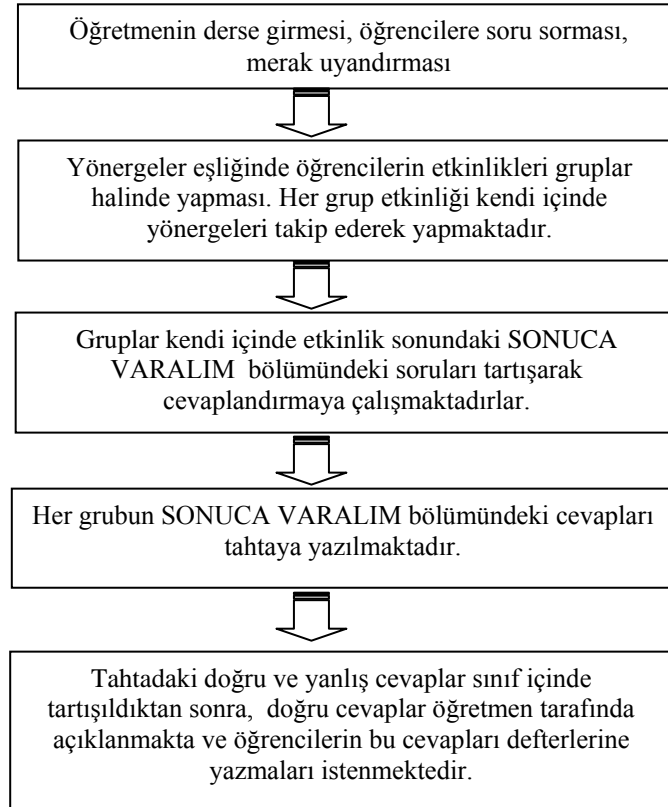 Öğretmenin derse girmesi, öğrencilere soru sorması,
merak uyandırması
Yönergeler eşliğinde öğrencilerin etkinlikleri gruplar
halinde yapması. Her grup etkinliği kendi içinde
yönergeleri takip ederek yapmaktadır.
Gruplar kendi içinde etkinlik sonundaki SONUCA
VARALIM bölümündeki soruları tartışarak
cevaplandırmaya çalışmaktadırlar.
Her grubun SONUCA VARALIM bölümündeki cevapları
tahtaya yazılmaktadır.
Tahtadaki doğru ve yanlış cevaplar sınıf içinde
tartışıldıktan sonra, doğru cevaplar öğretmen tarafında
açıklanmakta ve öğrencilerin bu cevapları defterlerine
yazmaları istenmektedir.